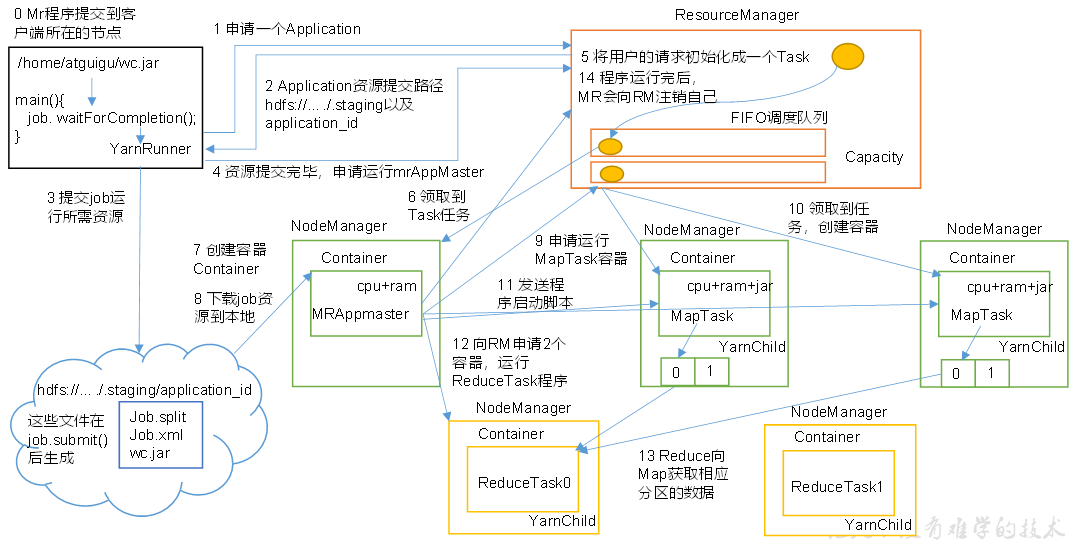 0 Mr程序提交到客
户端所在的节点
/home/atguigu/wc.jar
main(){
job. waitForCompletion();
}
YarnRunner
1 申请一个Application
2 Application资源提交路径
hdfs://.... ./.staging以及
application_id
4 资源提交完毕，申请运行mrAppMaster
ResourceManager
5 将用户的请求初始化成一个Task
14 程序运行完后，
MR会向RM注销自己
FIFO调度队列
Capacity
3 提交job运
行所需资源
6 领取到
Task任务
7 创建容器
Container
8 下载job资
源到本地
NodeManager
Container
cpu+ram
MRAppmaster
9 申请运行
MapTask容器
11 发送程
序启动脚本
10 领取到任
务，创建容器
NodeManager
Container
cpu+ram+jar
MapTask
YarnChild
0 1
NodeManager
Container
cpu+ram+jar
MapTask
YarnChild
0 1
12 向RM申请2个
容器，运行
ReduceTask程序
hdfs://.... ./.staging/application_id
这些文件在
job.submit()
后生成
Job.split
Job.xml
wc.jar
NodeManager
Container
ReduceTask0
YarnChild
13 Reduce向
Map获取相应
分区的数据
NodeManager
Container
ReduceTask1
YarnChild
有难学的技术